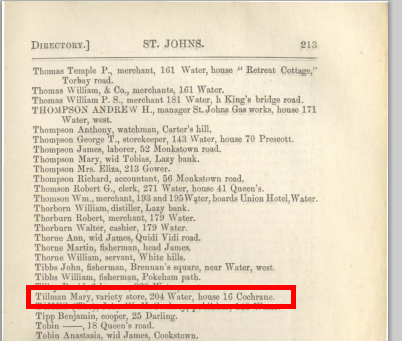 DIRECTORY.] ST. JOHNS. 213
Thomas Temple P., merchant, 161 Water, house "Retreat Cottage,"
Torbay road.
Thomas William, & Co., merchants, 161 Water.
Thomas William P. S., merchant 181 Water, h King's bridge road.
THOMPSON ANDREW H., manager St. Johns Gas works, house 171
Water, west.
Thompson Anthony, watchman, Carter's hill.
Thompson George T., storekeeper, 143 Water, house 70 Prescott.
Thompson James, laborer, 52 Monkstown road.
Thompson Mary, wid Tobias, Lazy bank.
Thompson Mrs. Eliza, 213 Gower.
Thompson Richard, accountant, 56 Monkstown road.
Thomson Robert G., clerk, 271 Water, house 41 Queen's.
Thomson Wm., merchant, 193 and 195 Water, boards Union Hotel, Water.
Thorborn William, distiller, Lazy bank.
Thorburn Robert, merchant, 179 Water.
Thorburn Walter, cashier, 179 Water.
Thorne Ann, wid James, Quidi Vidi road.
Thorne Martin, fisherman, head James.
Thorne William, servant, White hills.
Tibbs John, fisherman, Brennan's square, near Water, west.
Tibbs William, fisherman, Pokeham path.
Tillman Mary, variety store, 204 Water, house 16 Cochrane.
Tipp Benjamin, cooper, 25 Darling.
Tobin ——, 18 Queen's road.
Tobin Anastasia, wid James, Cookstown.